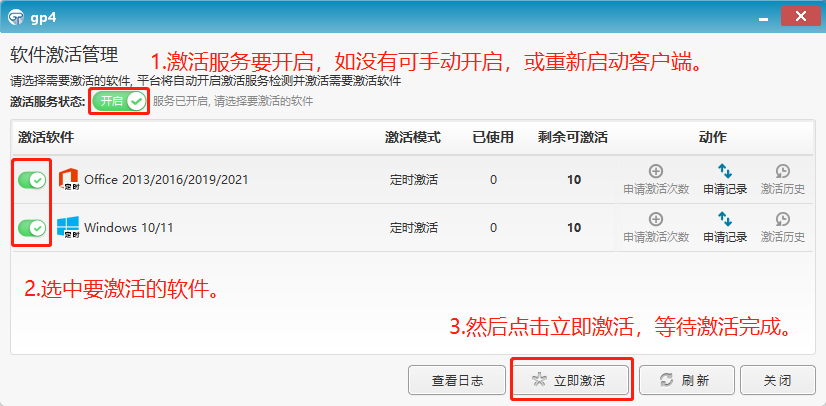 gp4
软件激活管理
1.激活服务要开启，如没有可手动开启，或重新启动客户端。
请选择需要激活的软件, 平台将自动开启激活服务检测并激活需要激活软件
激活服务状态: 开启 服务已开启, 请选择要激活的软件
激活软件 激活模式 已使用 剩余可激活 动作
定时 Office 2013/2016/2019/2021 定时激活 0 10 申请激活次数 申请记录 激活历史
定时 Windows 10/11 定时激活 0 10 申请激活次数 申请记录 激活历史
2.选中要激活的软件。
3.然后点击立即激活，等待激活完成。
查看日志 立即激活 刷 新 关 闭